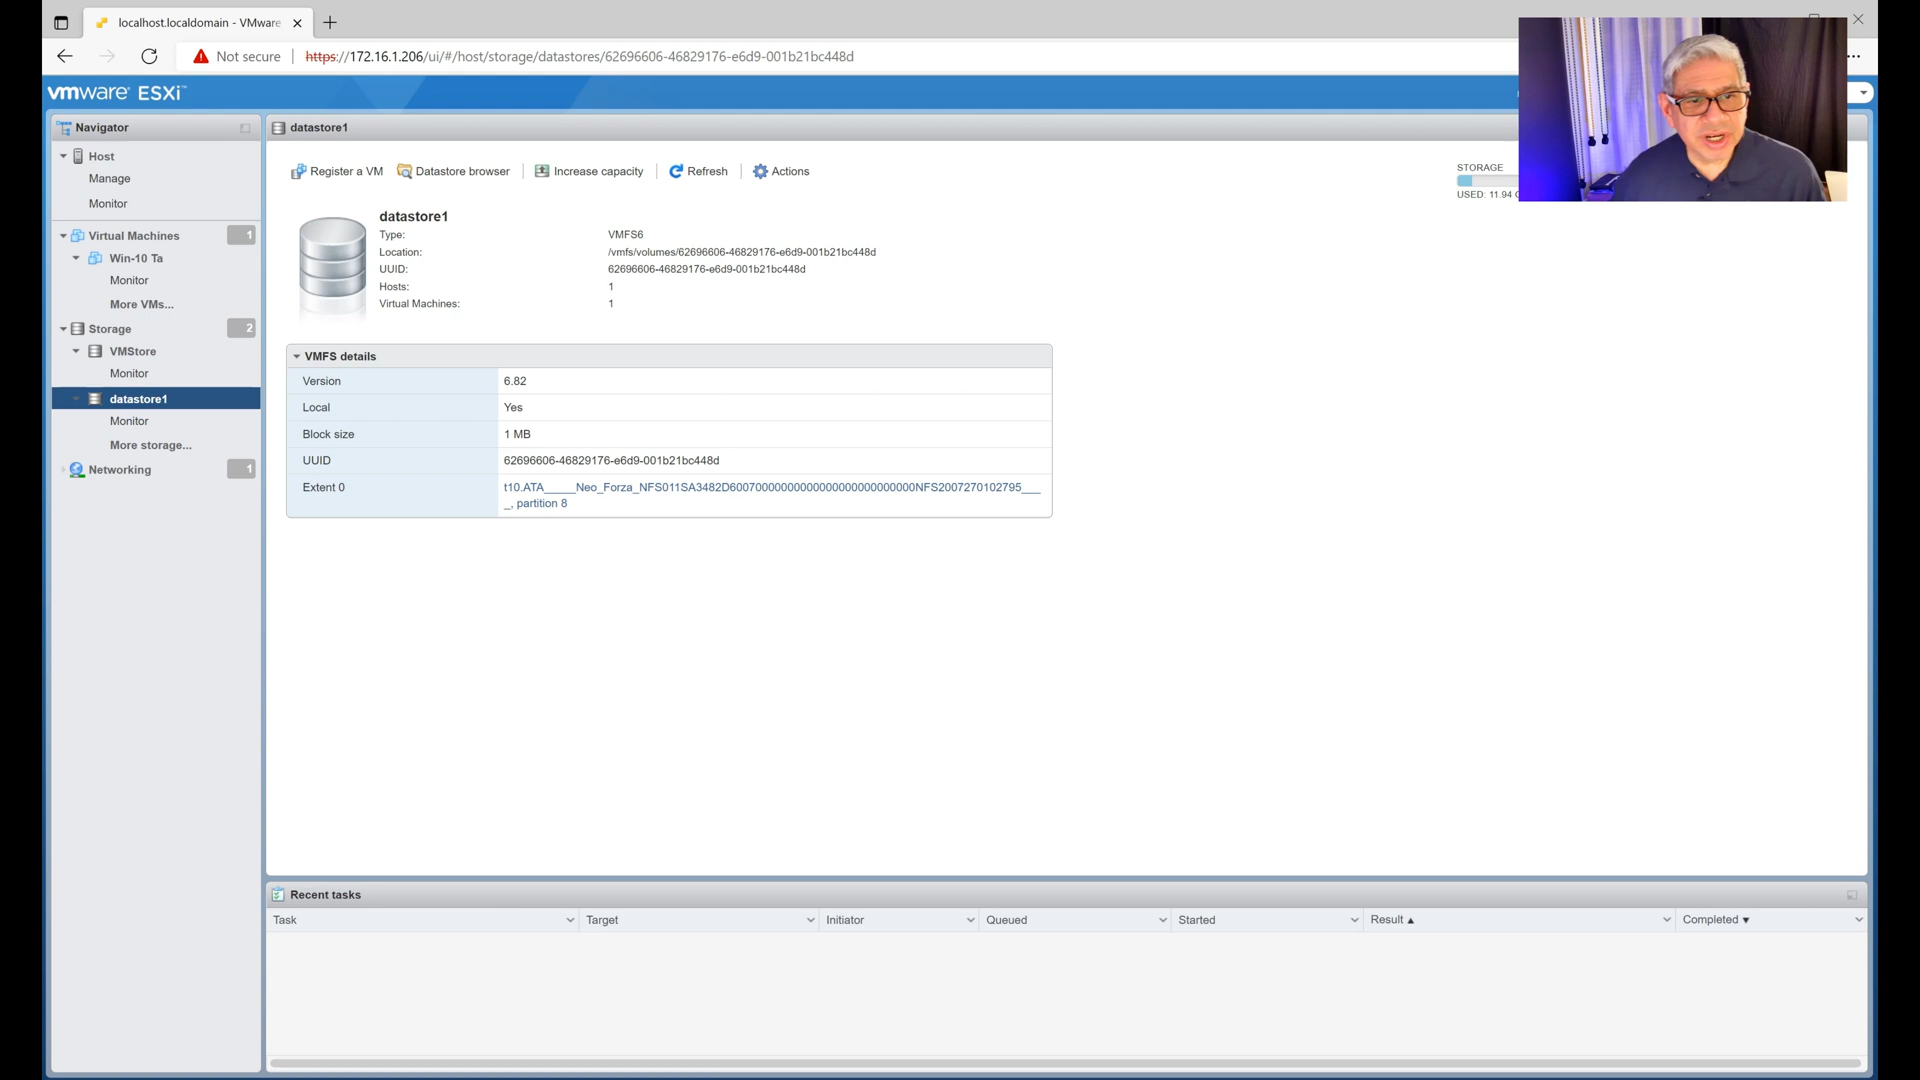 localhost.localdomain - VMware
Not secure
https://172.16.1.206/ui/#/host/storage/datastores/62696606-46829176-e6d9-001b21bc448d
vmware ESXi™
Navigator
Host
Manage
Monitor
Virtual Machines 1
Win-10 Ta
Monitor
More VMs...
Storage 2
VMStore
Monitor
datastore1
Monitor
More storage...
Networking 1
datastore1
Register a VM Datastore browser Increase capacity Refresh Actions
STORAGE
USED: 11.94
datastore1
Type: VMFS6
Location: /vmfs/volumes/62696606-46829176-e6d9-001b21bc448d
UUID: 62696606-46829176-e6d9-001b21bc448d
Hosts: 1
Virtual Machines: 1
VMFS details
Version 6.82
Local Yes
Block size 1 MB
UUID 62696606-46829176-e6d9-001b21bc448d
Extent 0 t10.ATA_____Neo_Forza_NFS011SA3482D6007000000000000000000000000NFS2007270102795___
_, partition 8
Recent tasks
Task Target Initiator Queued Started Result ▲ Completed ▼